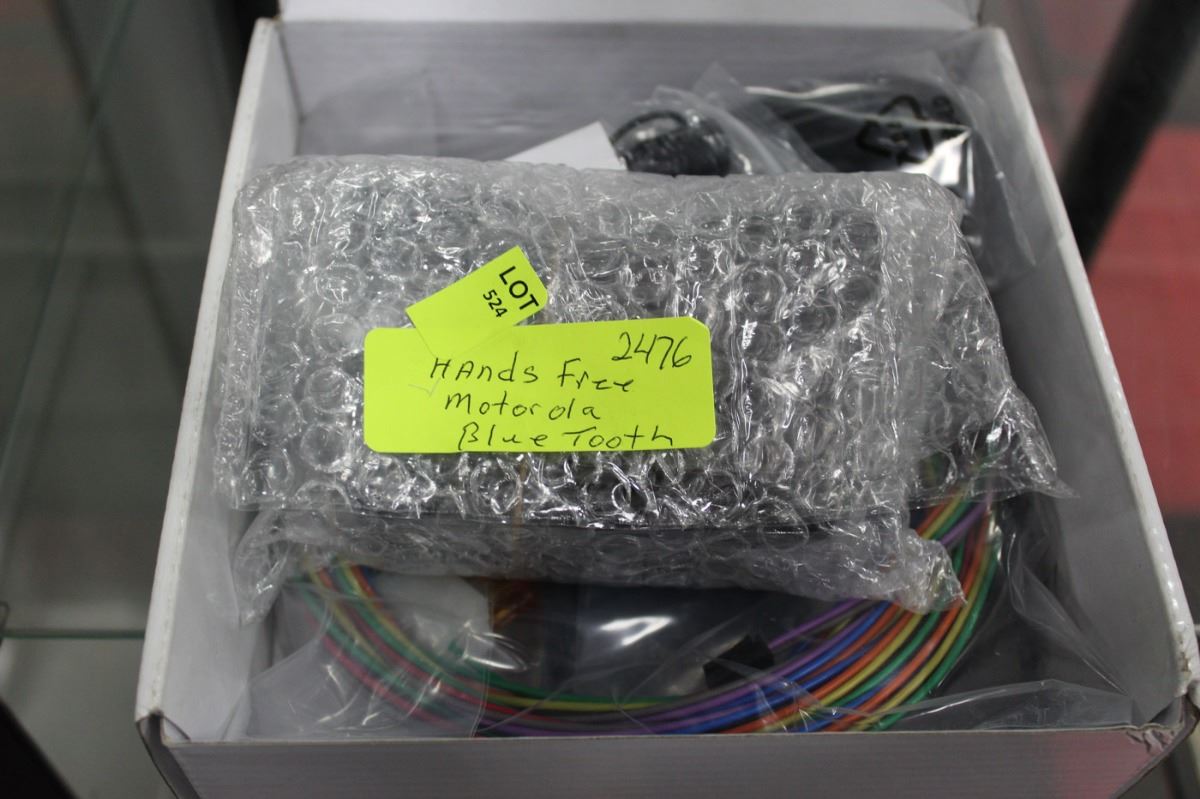 LOT
524
2476
HAnds Free
Motorola
Blue Tooth